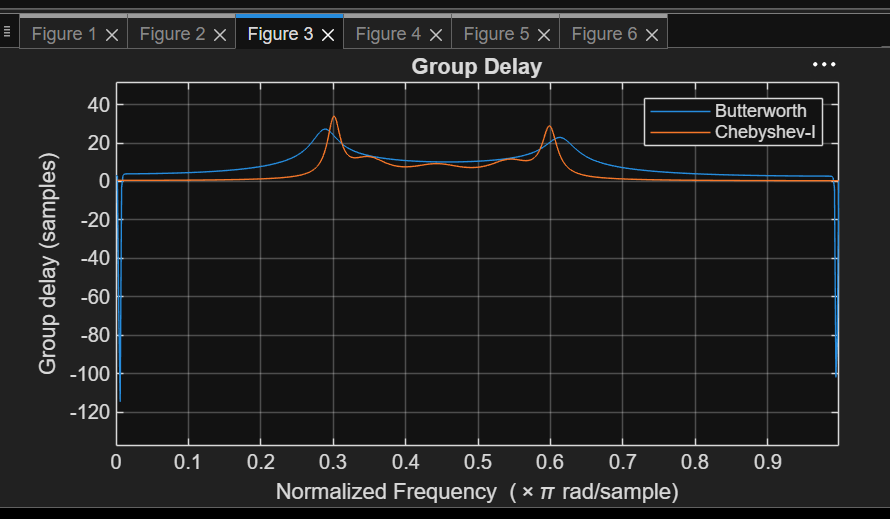 Figure 1 × Figure 2 × Figure 3 × Figure 4 × Figure 5 × Figure 6 ×
Group Delay
Butterworth
Chebyshev-I
40
20
0
-20
-40
-60
-80
-100
-120
Group delay (samples)
0 0.1 0.2 0.3 0.4 0.5 0.6 0.7 0.8 0.9
Normalized Frequency (× π rad/sample)